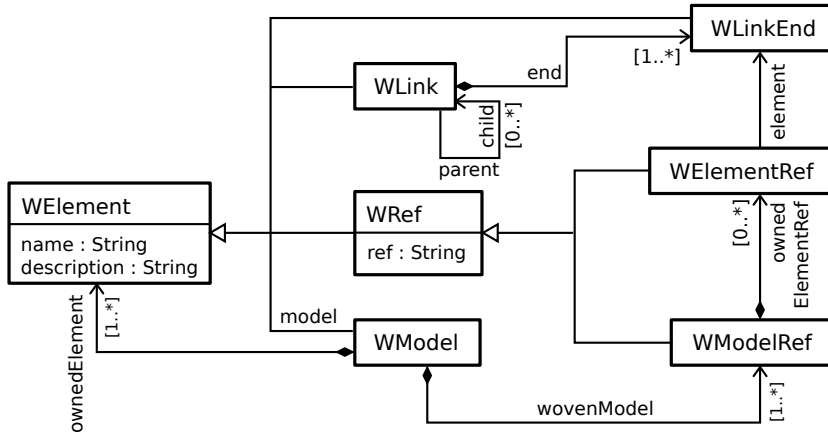 WLinkEnd
[1..*]
end
WLink
child
[0..*]
parent
element
WElementRef
WElement
name : String
description : String
WRef
ref : String
[0..*]
owned
ElementRef
ownedElement
[1..*]
model
WModel
WModelRef
wovenModel
[1..*]